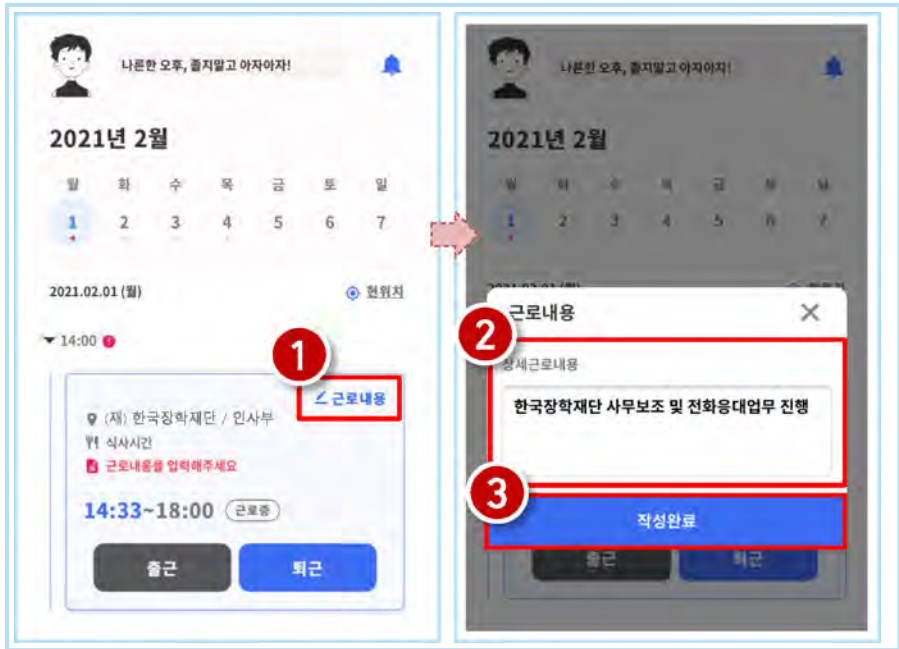 나른한 오후, 졸지말고 아자아자!
2021년 2월
월 화 수 목 금 토 일
1 2 3 4 5 6 7
2021.02.01 (월)
현위치
14:00
1
근로내용
(재) 한국장학재단 / 인사부
식사시간
근로내용을 입력해주세요
14:33~18:00 근로중
출근 퇴근
나른한 오후, 졸지말고 아자아자!
2021년 2월
월 화 수 목 금 토 일
1 2 3 4 5 6 7
근로내용
2
상세근로내용
한국장학재단 사무보조 및 전화응대업무 진행
3
작성완료
출근 퇴근